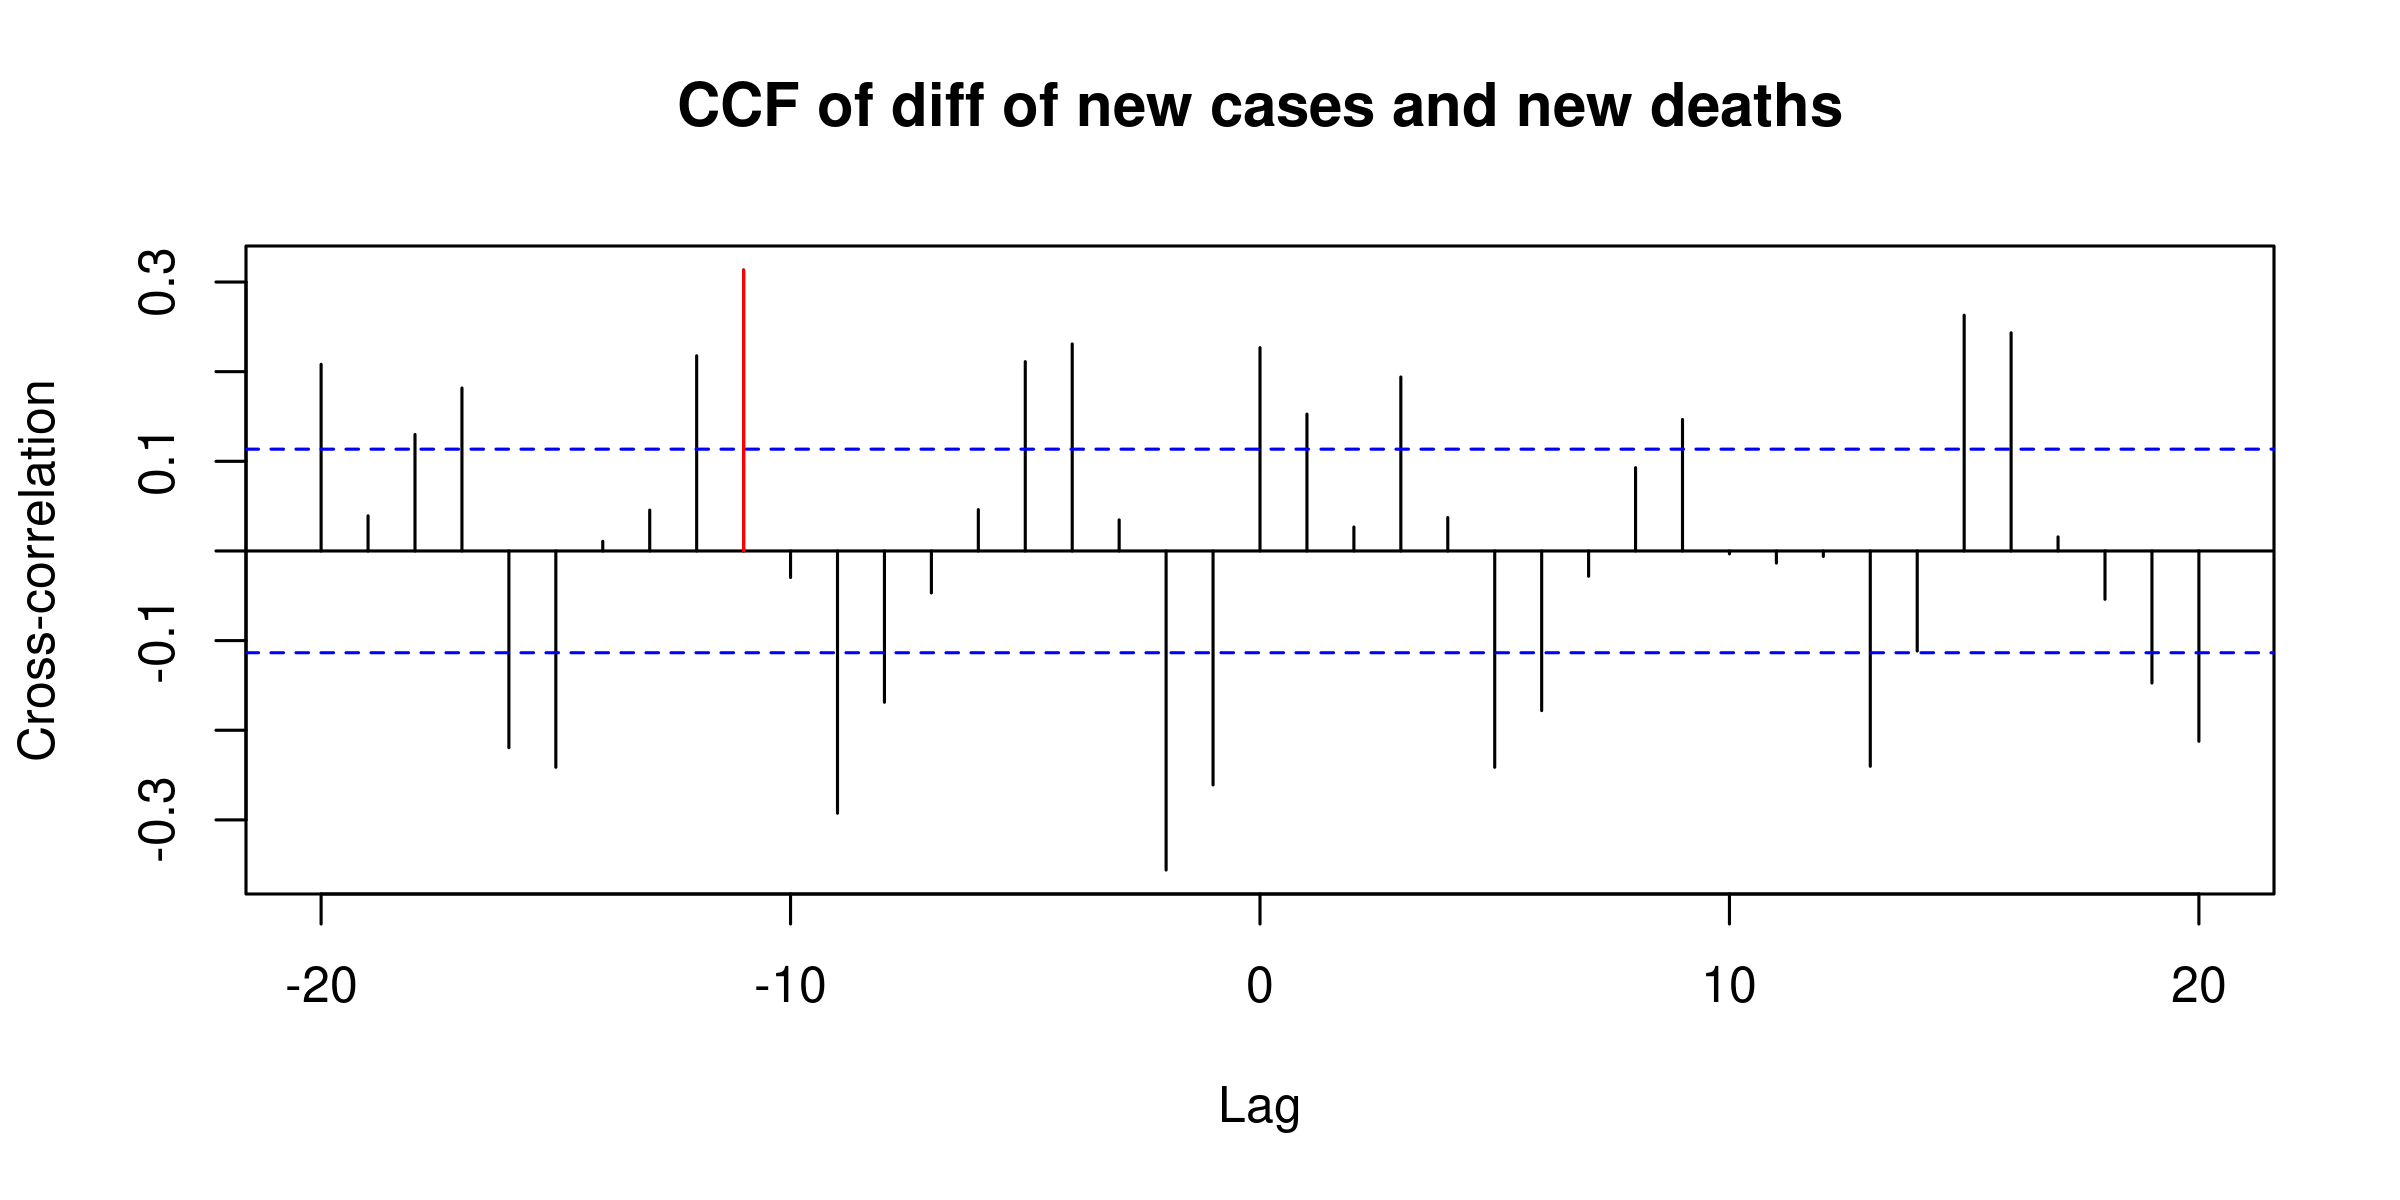 CCF of diff of new cases and new deaths
Cross-correlation
0.3
0.1
-0.1
-0.3
-20 -10 0 10 20
Lag